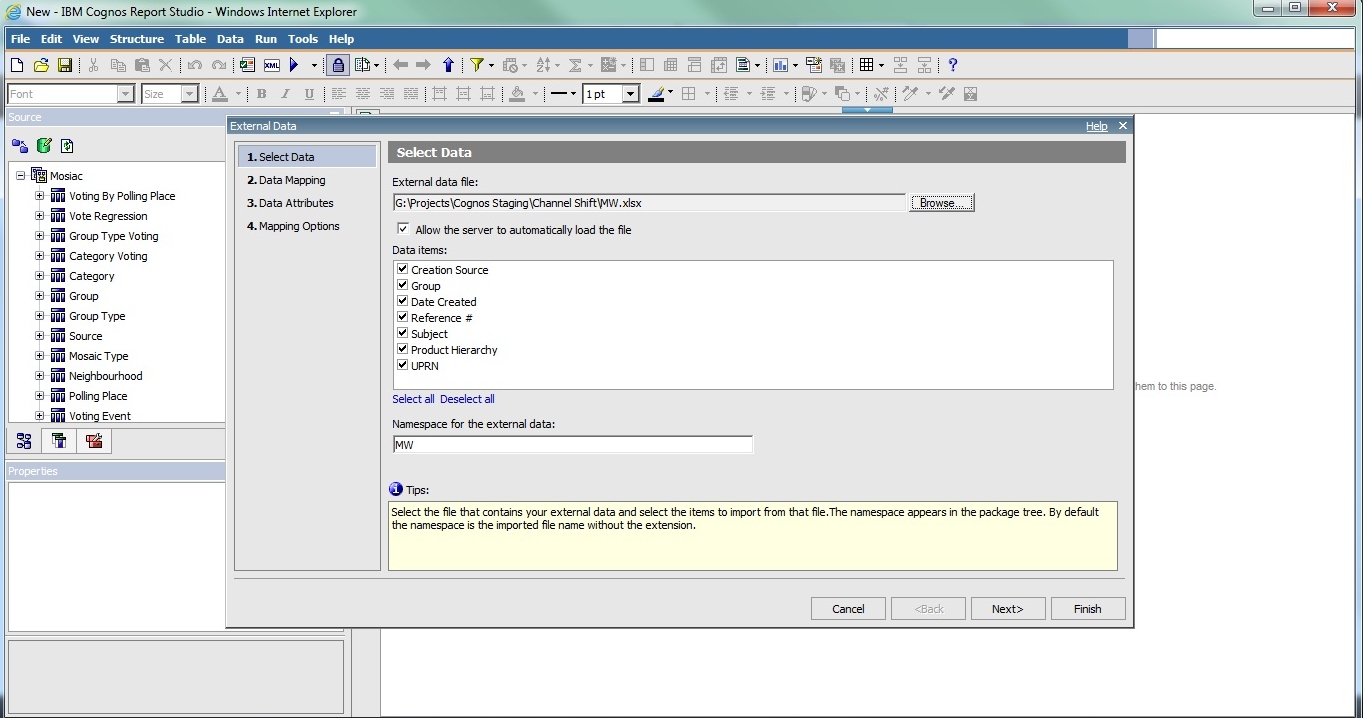 New - IBM Cognos Report Studio - Windows Internet Explorer
File Edit View Structure Table Data Run Tools Help
Font Size 1 pt
Source
External Data Help
Mosiac
Voting By Polling Place
Vote Regression
Group Type Voting
Category Voting
Category
Group
Group Type
Source
Mosaic Type
Neighbourhood
Polling Place
Voting Event
Properties
1. Select Data
2. Data Mapping
3. Data Attributes
4. Mapping Options
Select Data
External data file:
G:\Projects\Cognos Staging\Channel Shift\MW.xlsx Browse...
Allow the server to automatically load the file
Data items:
Creation Source
Group
Date Created
Reference #
Subject
Product Hierarchy
UPRN
Select all Deselect all
Namespace for the external data:
MW
Tips:
Select the file that contains your external data and select the items to import from that file.The namespace appears in the package tree. By default
the namespace is the imported file name without the extension.
Cancel <Back Next> Finish
hem to this page.